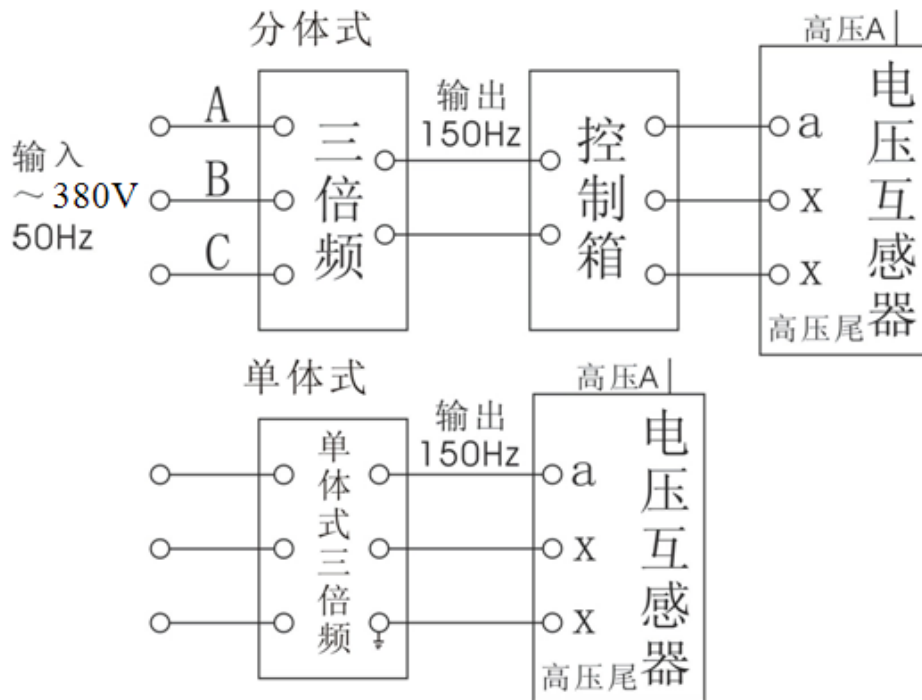 分体式
高压A
输入
～380V
50Hz
A
B
C
三倍频
输出
150Hz
控制箱
a
x
x
电压互感器
高压尾
单体式
高压A
单体式三倍频
输出
150Hz
a
x
x
电压互感器
高压尾